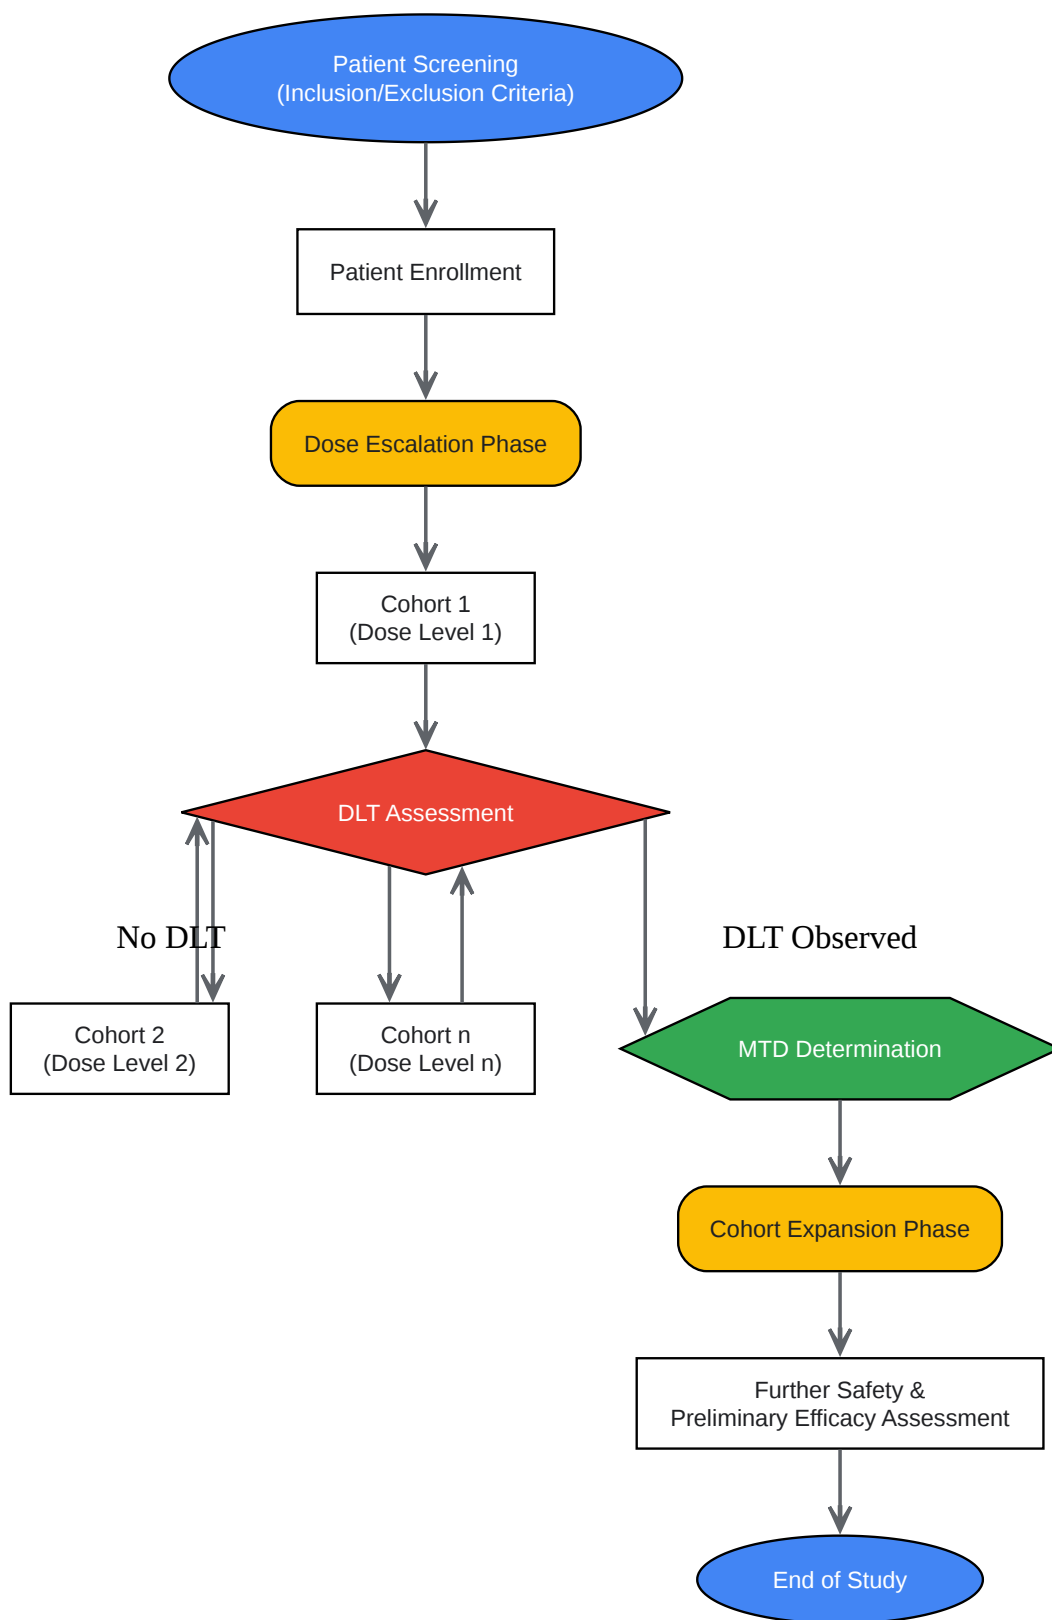 Patient Screening
(Inclusion/Exclusion Criteria)
Patient Enrollment
Dose Escalation Phase
Cohort 1
(Dose Level 1)
DLT Assessment
No DLT
DLT Observed
Cohort 2
(Dose Level 2)
Cohort n
(Dose Level n)
MTD Determination
Cohort Expansion Phase
Further Safety &
Preliminary Efficacy Assessment
End of Study